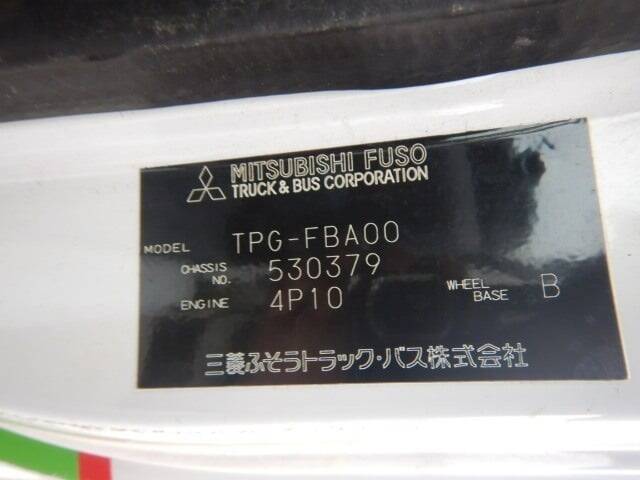 MITSUBISHI FUSO
TRUCK & BUS CORPORATION
MODEL TPG-FBA00
CHASSIS NO. 530379
ENGINE 4P10 WHEEL BASE B
三菱ふそうトラック・バス株式会社